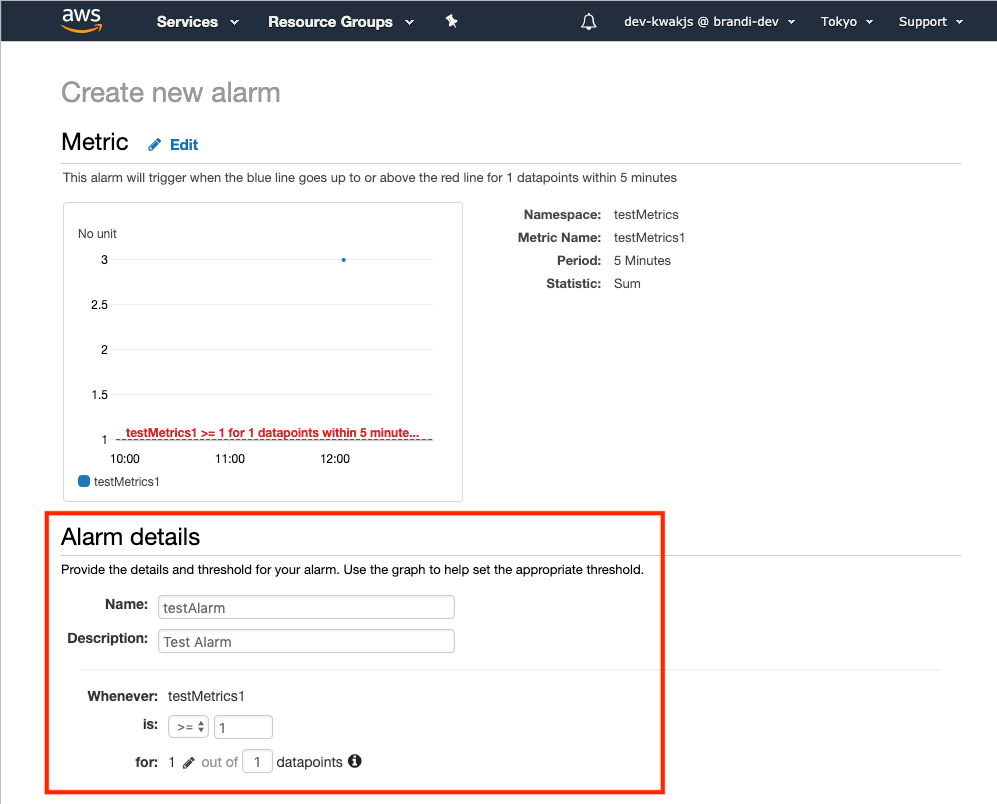 aws Services Resource Groups dev-kwakjs @ brandi-dev Tokyo Support
Create new alarm
Metric Edit
This alarm will trigger when the blue line goes up to or above the red line for 1 datapoints within 5 minutes
No unit
3
2.5
2
1.5
1
testMetrics1 >= 1 for 1 datapoints within 5 minute...
10:00 11:00 12:00
testMetrics1
Namespace: testMetrics
Metric Name: testMetrics1
Period: 5 Minutes
Statistic: Sum
Alarm details
Provide the details and threshold for your alarm. Use the graph to help set the appropriate threshold.
Name: testAlarm
Description: Test Alarm
Whenever: testMetrics1
is: >= 1
for: 1 out of 1 datapoints